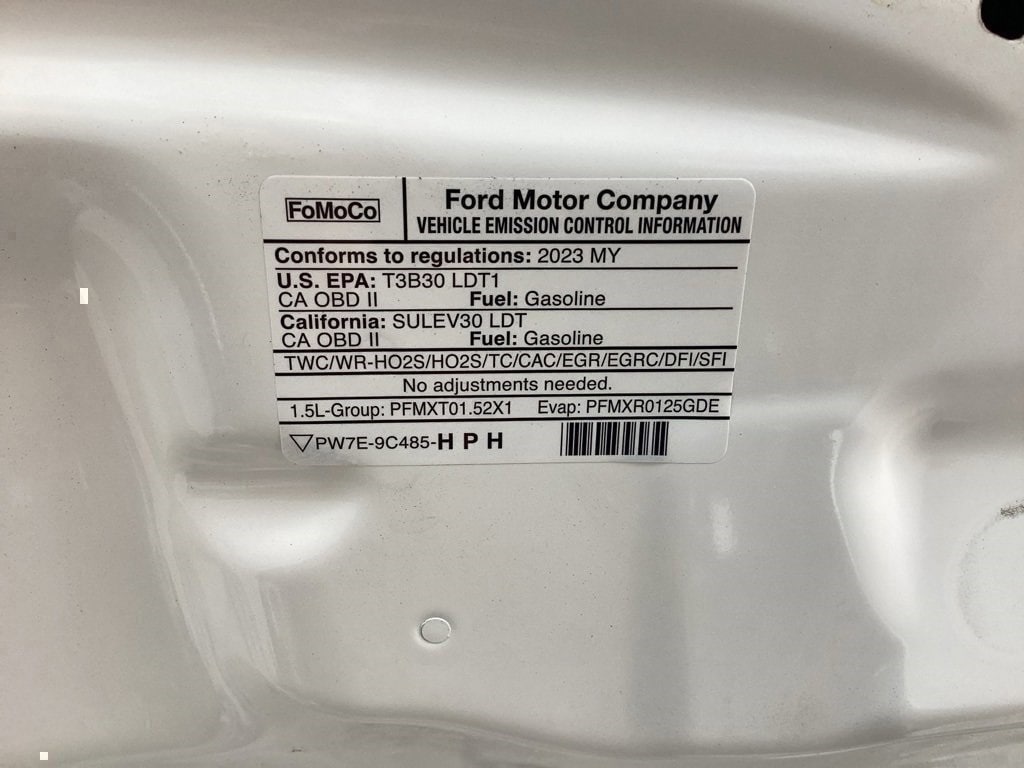 FoMoCo
Ford Motor Company
VEHICLE EMISSION CONTROL INFORMATION
Conforms to regulations: 2023 MY
U.S. EPA: T3B30 LDT1
CA OBD II Fuel: Gasoline
California: SULEV30 LDT
CA OBD II Fuel: Gasoline
TWC/WR-HO2S/HO2S/TC/CAC/EGR/EGRC/DFI/SFI
No adjustments needed.
1.5L-Group: PFMXT01.52X1 Evap: PFMXR0125GDE
PW7E-9C485-H P H